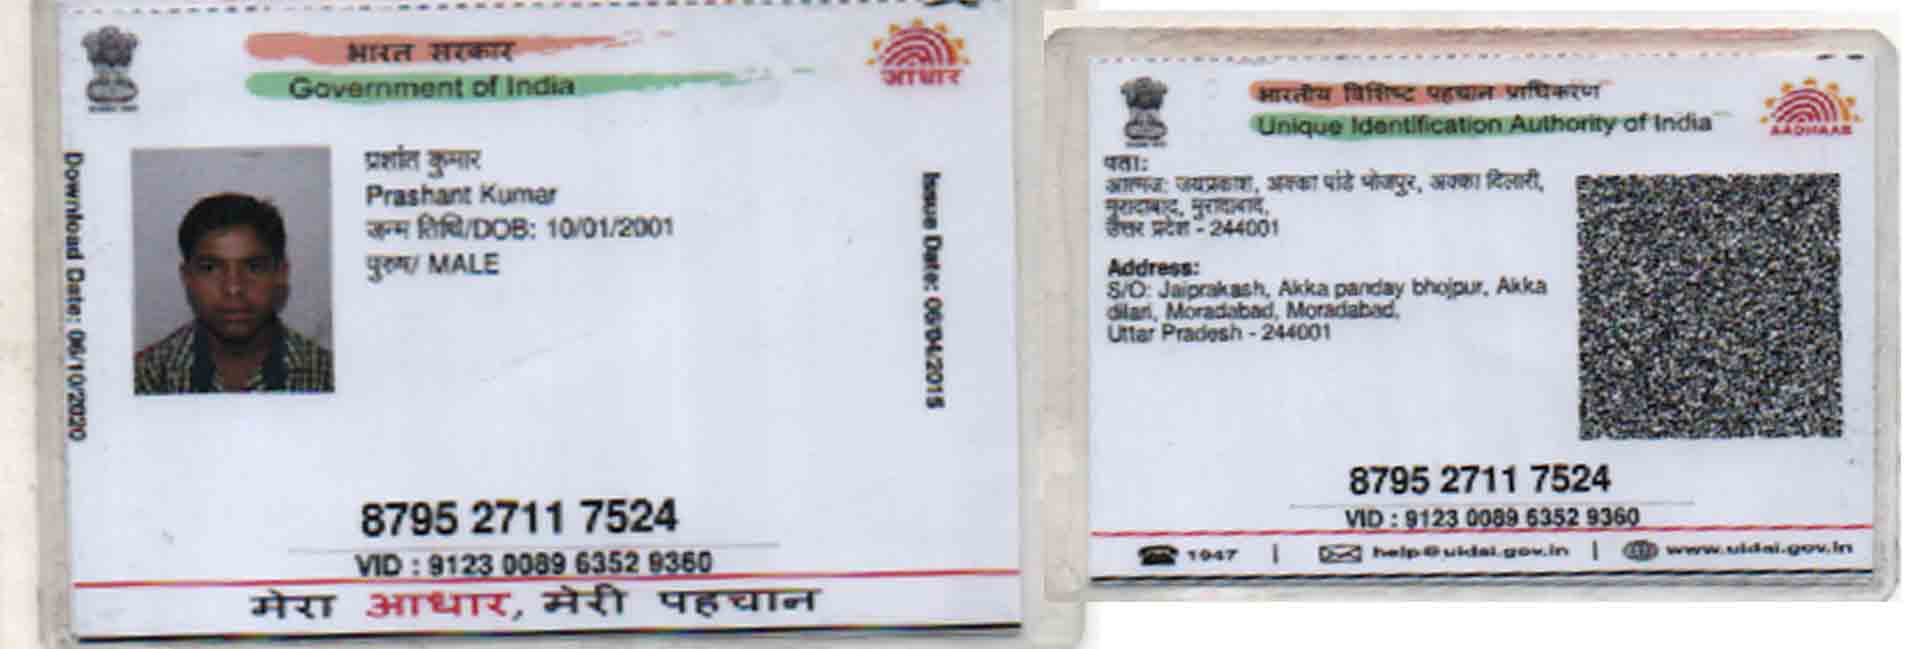 भारत सरकार
Government of India
आधार
Download Date: 06/10/2020
प्रशांत कुमार
Prashant Kumar
जन्म तिथि/DOB: 10/01/2001
पुरुष/ MALE
Issue Date:
8795 2711 7524
VID : 9123 0089 6352 9360
मेरा आधार, मेरी पहचान
भारतीय विशिष्ट पहचान प्राधिकरण
Unique Identification Authority of India
AADHAAR
पता:
आत्मज: जयप्रकाश, अक्का पांडे भोजपुर, अक्का दिलारी,
मुरादाबाद, मुरादाबाद,
उत्तर प्रदेश - 244001
Address:
S/O: Jaiprakash, Akka panday bhojpur, Akka
dilari, Moradabad, Moradabad,
Uttar Pradesh - 244001
8795 2711 7524
VID : 9123 0089 6352 9360
1947 | help@uidai.gov.in | www.uidai.gov.in